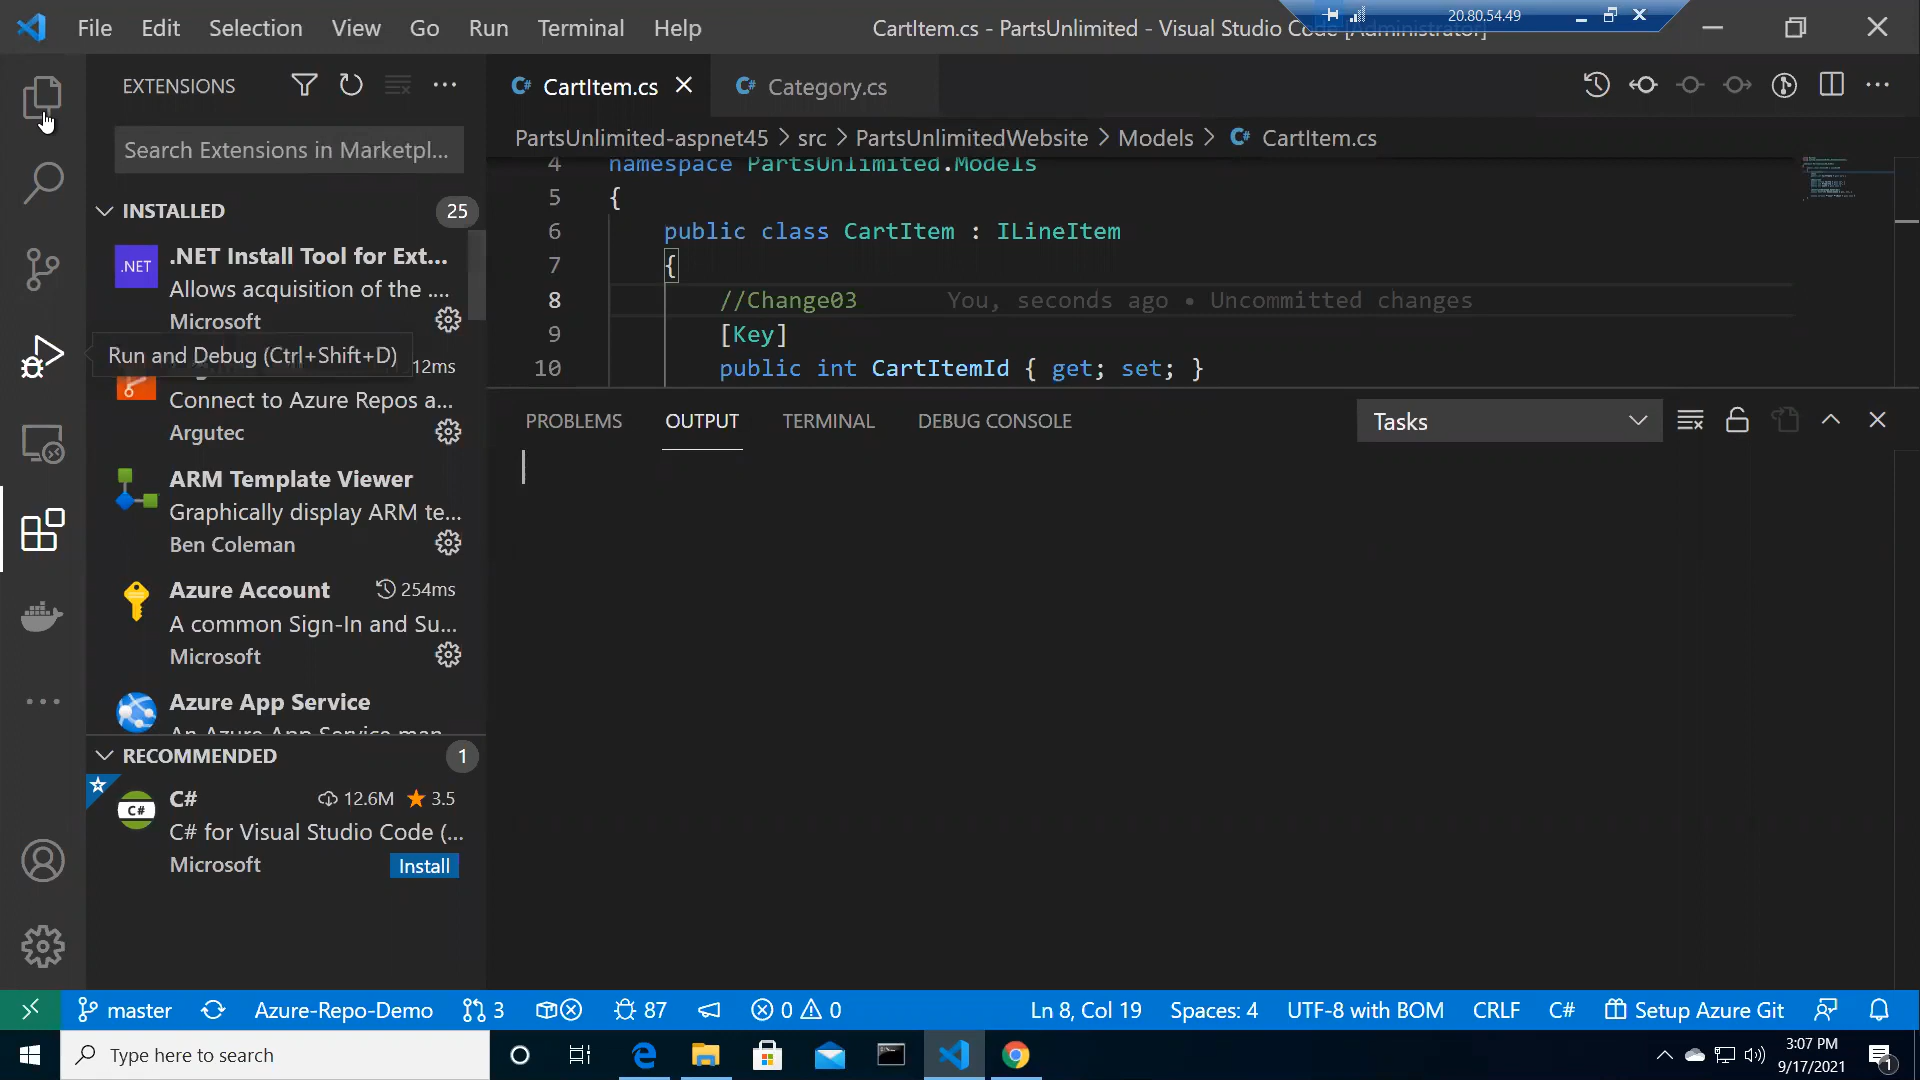 File Edit Selection View Go Run Terminal Help
CartItem.cs - PartsUnlimited - Visual Studio Code [Administrator]
20.80.54.49
EXTENSIONS
C# CartItem.cs
C# Category.cs
Search Extensions in Marketpl...
PartsUnlimited-aspnet45 > src > PartsUnlimitedWebsite > Models > C# CartItem.cs
INSTALLED
25
.NET
.NET Install Tool for Ext...
Allows acquisition of the ....
Microsoft
Run and Debug (Ctrl+Shift+D)
12ms
Connect to Azure Repos a...
Argutec
ARM Template Viewer
Graphically display ARM te...
Ben Coleman
Azure Account 254ms
A common Sign-In and Su...
Microsoft
Azure App Service
An Azure App Service man...
RECOMMENDED
1
C#
C# 12.6M 3.5
C# for Visual Studio Code (...
Microsoft
Install
4 namespace PartsUnlimited.Models
5 {
6 public class CartItem : ILineItem
7 {
8 //Change03 You, seconds ago • Uncommitted changes
9 [Key]
10 public int CartItemId { get; set; }
PROBLEMS OUTPUT TERMINAL DEBUG CONSOLE
Tasks
master Azure-Repo-Demo 3 87 0 0
Ln 8, Col 19 Spaces: 4 UTF-8 with BOM CRLF C# Setup Azure Git
Type here to search
3:07 PM
9/17/2021
1